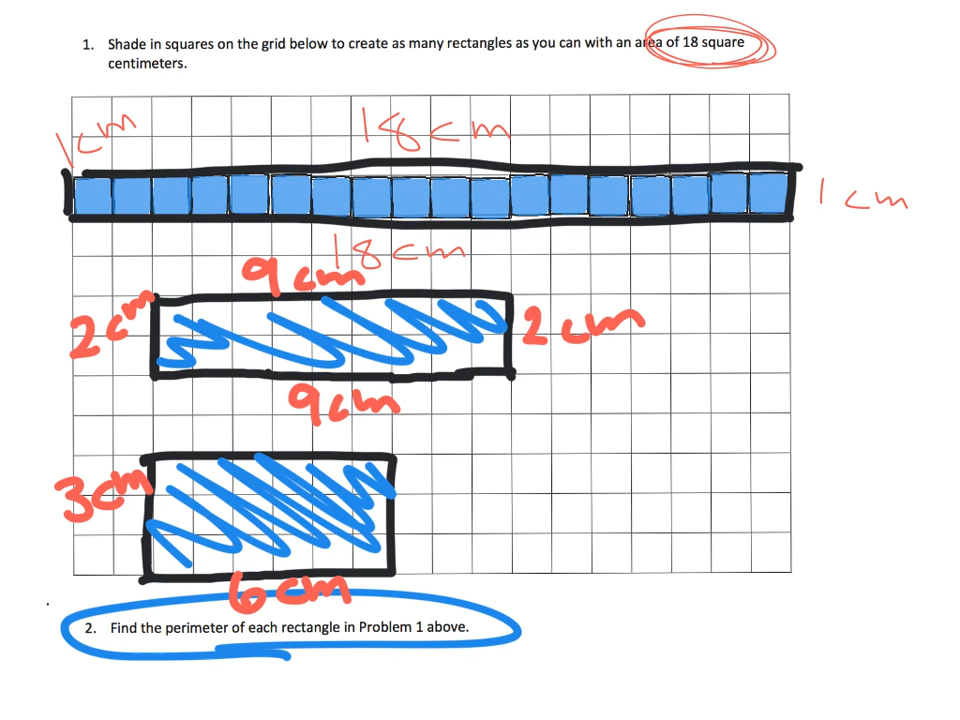 1. Shade in squares on the grid below to create as many rectangles as you can with an area of 18 square
centimeters.
1cm
18cm
1cm
18cm
9cm
2cm
2cm
9cm
3cm
6cm
2. Find the perimeter of each rectangle in Problem 1 above.